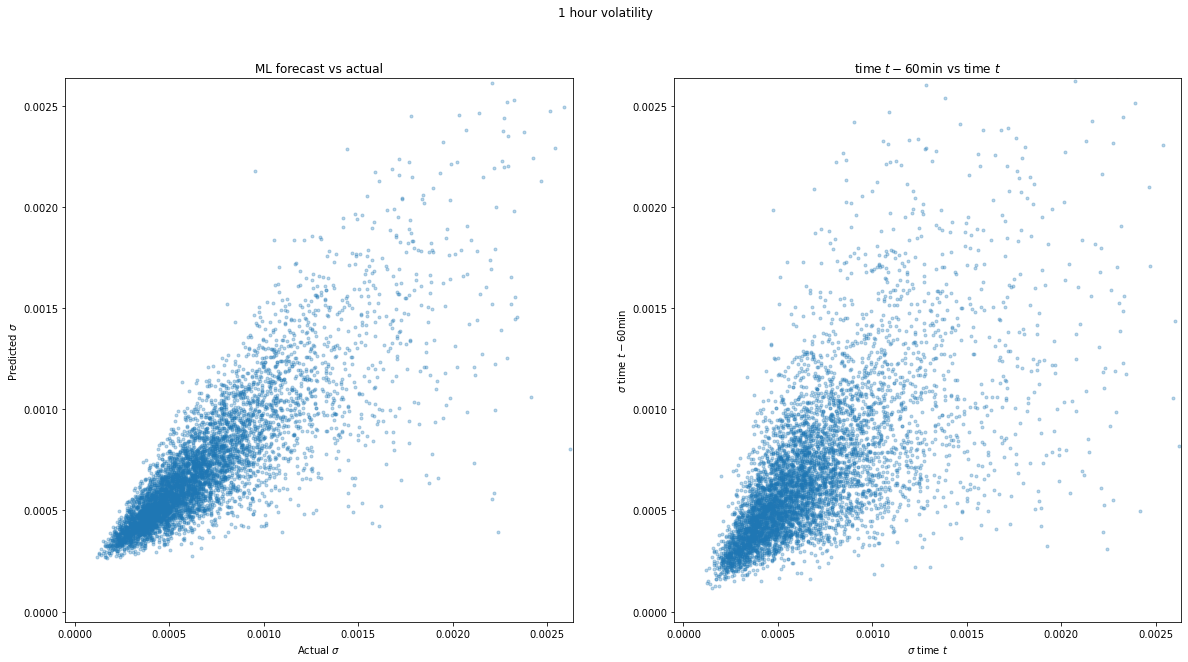 1 hour volatility
ML forecast vs actual
Predicted σ
0.0025
0.0020
0.0015
0.0010
0.0005
0.0000
0.0000 0.0005 0.0010 0.0015 0.0020 0.0025
Actual σ
time t − 60min vs time t
σ time t − 60min
0.0025
0.0020
0.0015
0.0010
0.0005
0.0000
0.0000 0.0005 0.0010 0.0015 0.0020 0.0025
σ time t